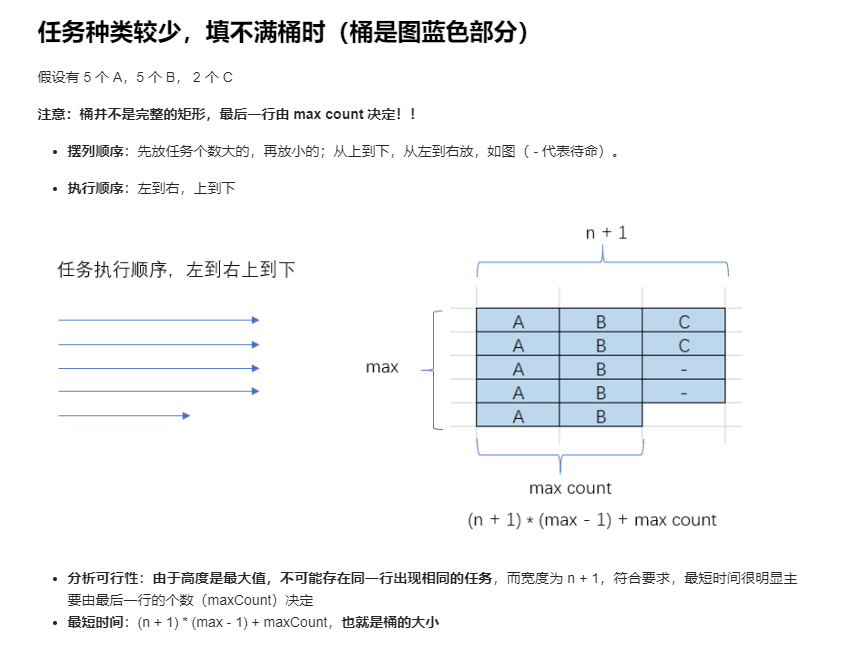 任务种类较少，填不满桶时（桶是图蓝色部分）
假设有 5 个 A，5 个 B， 2 个 C
注意：桶并不是完整的矩形，最后一行由 max count 决定！！
摆列顺序：先放任务个数大的，再放小的；从上到下，从左到右放，如图（ - 代表待命）。
执行顺序：左到右，上到下
n + 1
任务执行顺序，左到右上到下
max
A B C
A B C
A B -
A B -
A B
max count
(n + 1) * (max - 1) + max count
分析可行性：由于高度是最大值，不可能存在同一行出现相同的任务，而宽度为 n + 1，符合要求，最短时间很明显主
要由最后一行的个数（maxCount）决定
最短时间：(n + 1) * (max - 1) + maxCount，也就是桶的大小